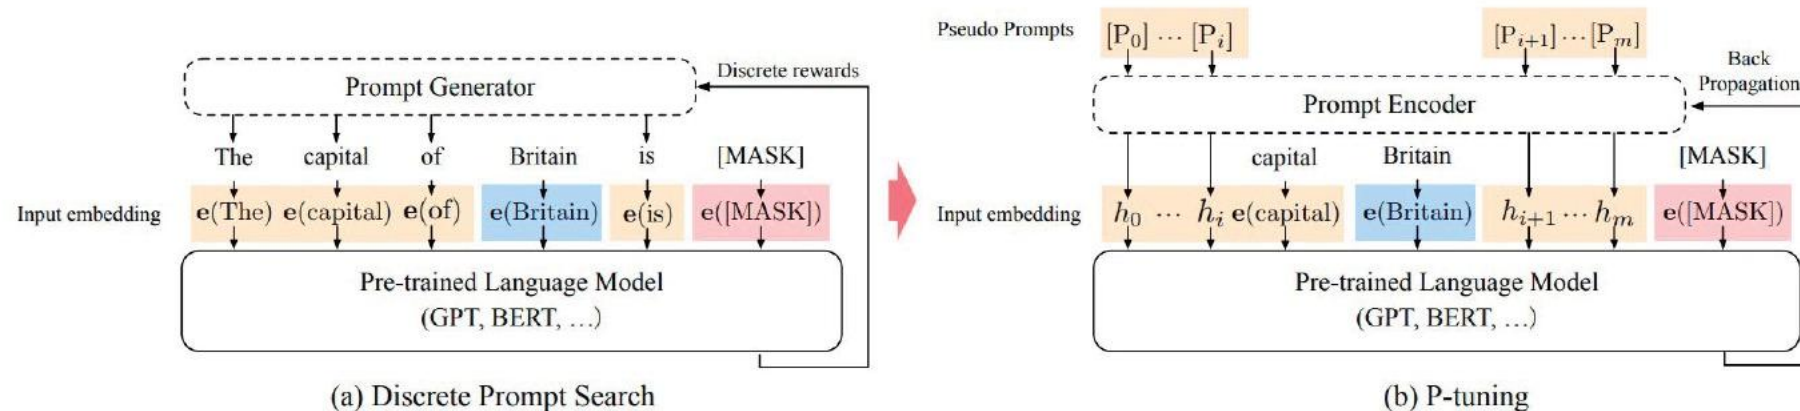 Discrete rewards
Prompt Generator
The capital of Britain is [MASK]
Input embedding e(The) e(capital) e(of) e(Britain) e(is) e([MASK])
Pre-trained Language Model
(GPT, BERT, …)
(a) Discrete Prompt Search
Pseudo Prompts [P₀] ⋯ [Pᵢ] [Pᵢ₊₁] ⋯ [Pₘ]
Back
Propagation
Prompt Encoder
capital Britain [MASK]
Input embedding h₀ ⋯ hᵢ e(capital) e(Britain) hᵢ₊₁ ⋯ hₘ e([MASK])
Pre-trained Language Model
(GPT, BERT, …)
(b) P-tuning